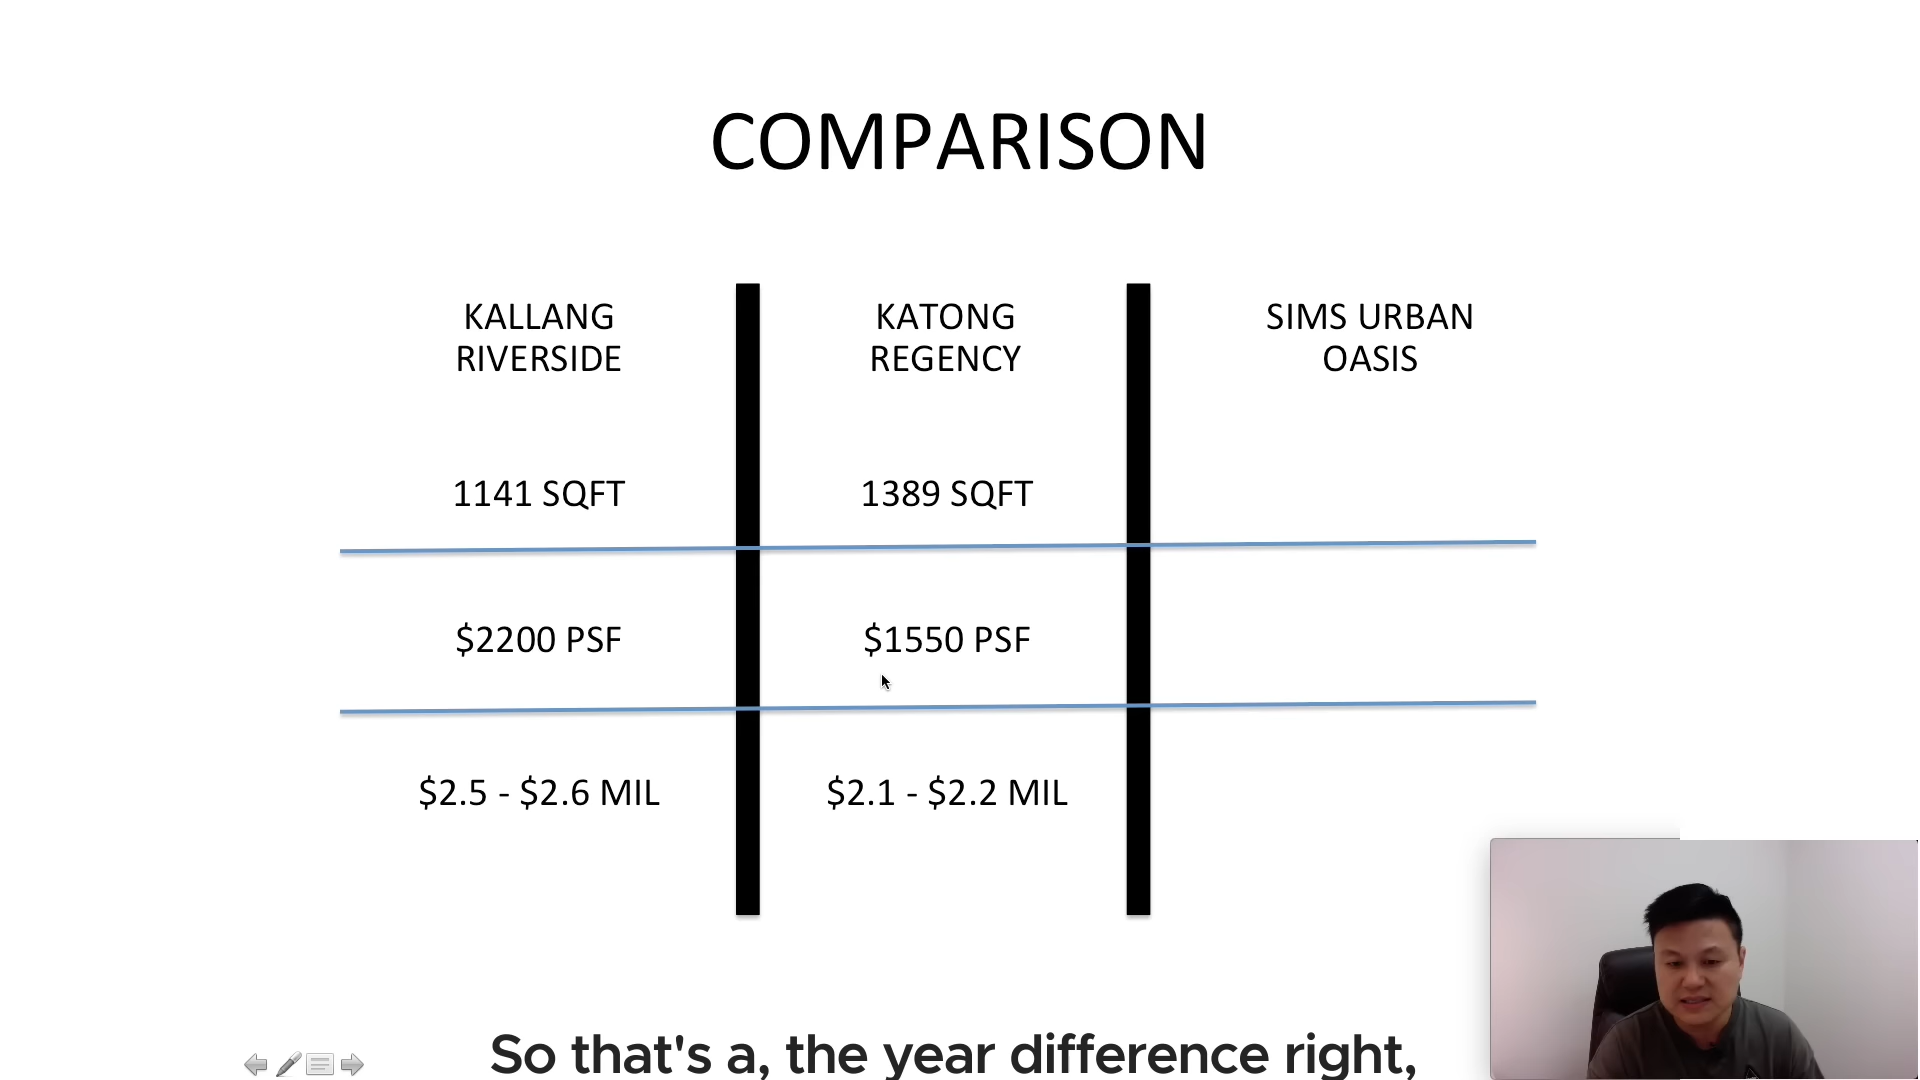 COMPARISON
KALLANG
RIVERSIDE
KATONG
REGENCY
SIMS URBAN
OASIS
1141 SQFT
1389 SQFT
$2200 PSF
$1550 PSF
$2.5 - $2.6 MIL
$2.1 - $2.2 MIL
So that's a, the year difference right,